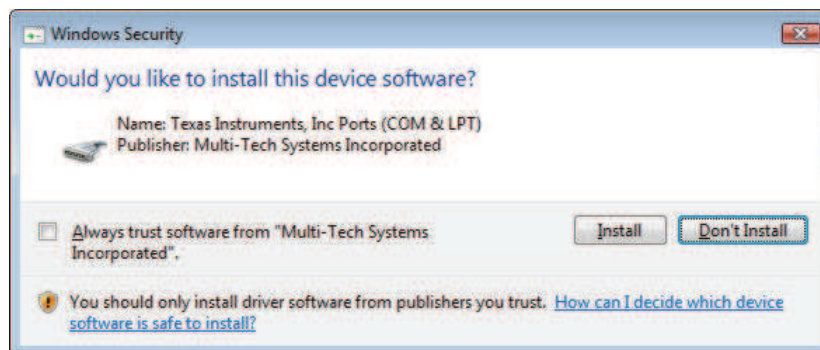 Windows Security
Would you like to install this device software?
Name: Texas Instruments, Inc Ports (COM & LPT)
Publisher: Multi-Tech Systems Incorporated
Always trust software from "Multi-Tech Systems
Incorporated".
Install
Don't Install
You should only install driver software from publishers you trust. How can I decide which device
software is safe to install?